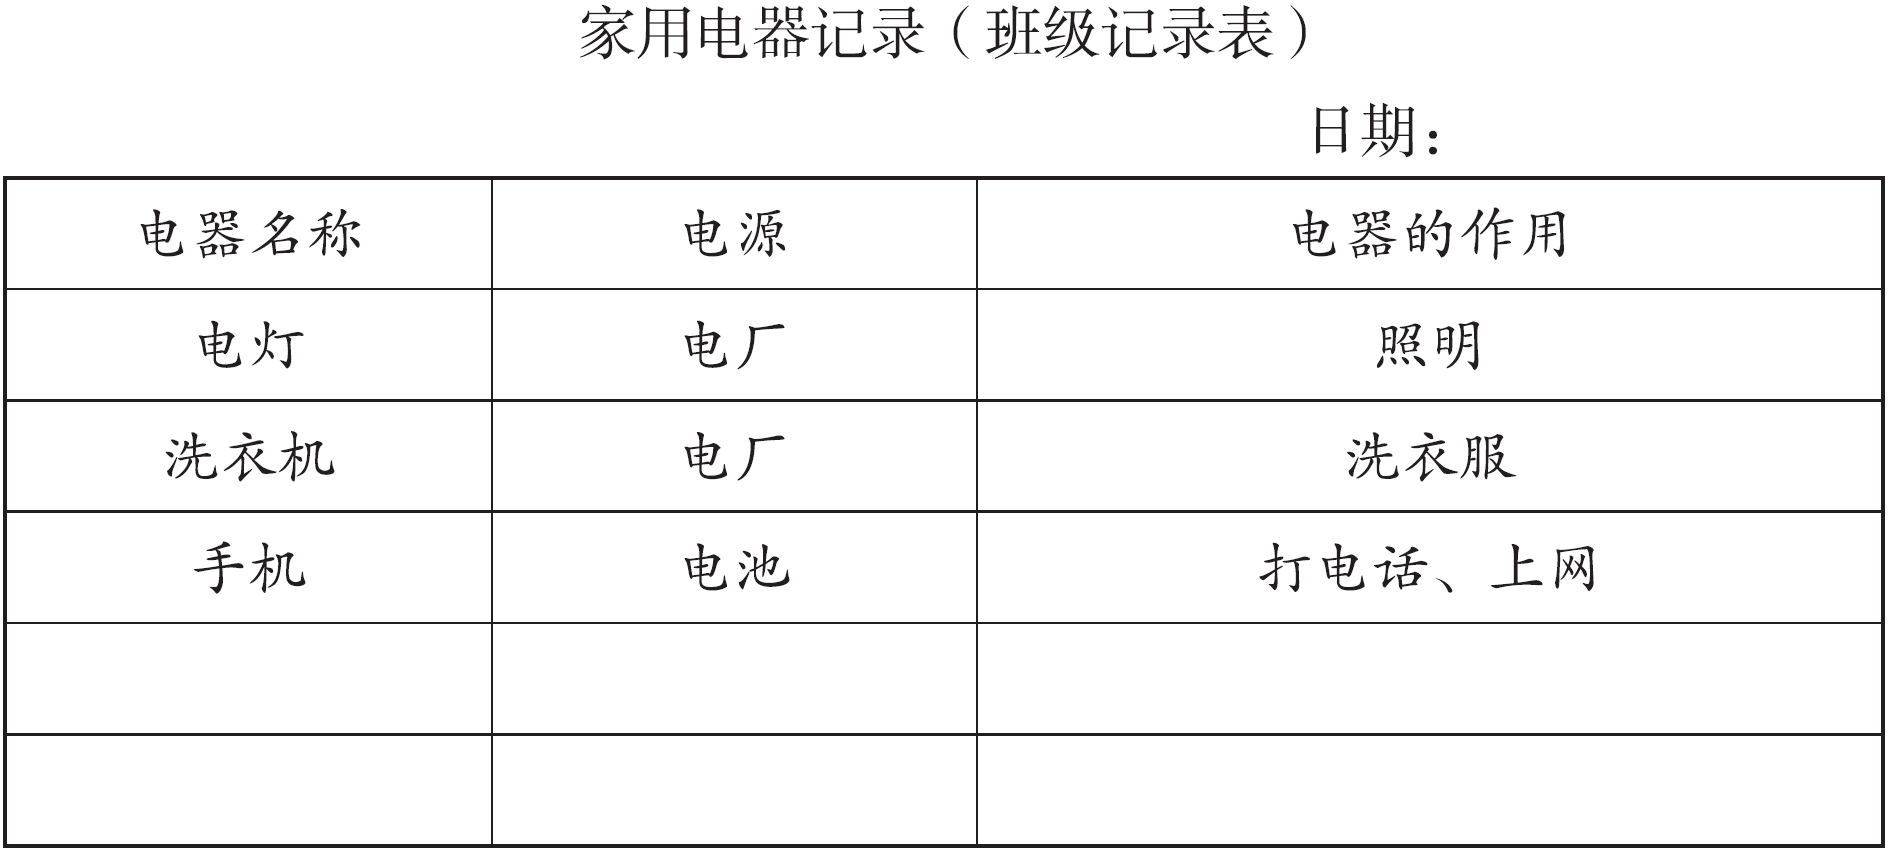 家用电器记录（班级记录表）
日期：
电器名称 电源 电器的作用
电灯 电厂 照明
洗衣机 电厂 洗衣服
手机 电池 打电话、上网